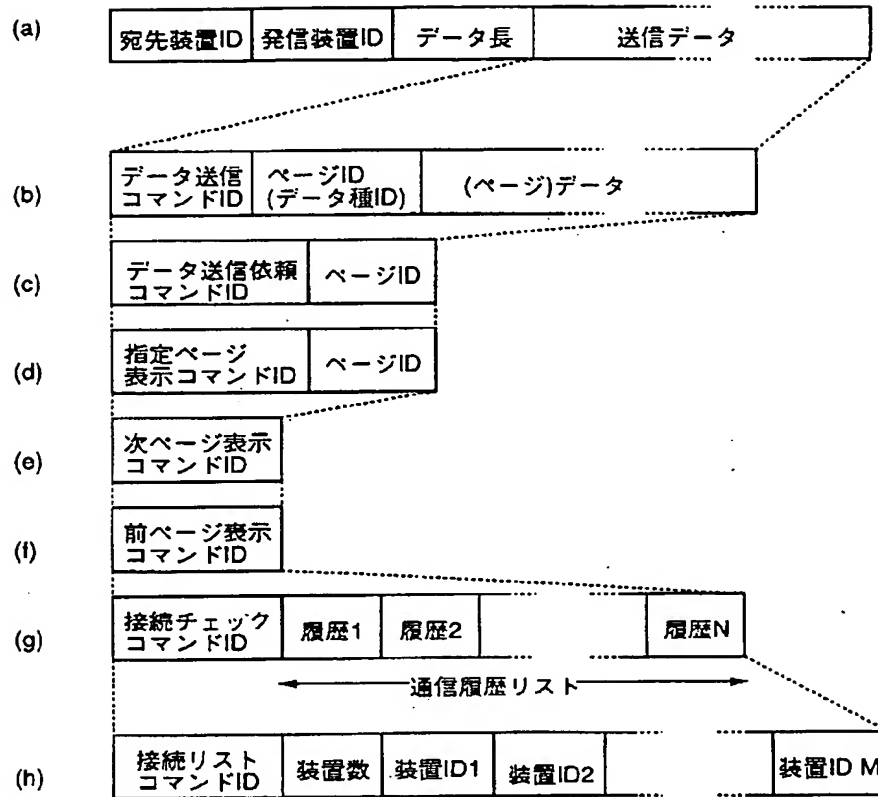 (a)
宛先装置ID 発信装置ID データ長 送信データ
(b)
データ送信
コマンドID
ページID
(データ種ID)
(ページ)データ
(c)
データ送信依頼
コマンドID
ページID
(d)
指定ページ
表示コマンドID
ページID
(e)
次ページ表示
コマンドID
(f)
前ページ表示
コマンドID
(g)
接続チェック
コマンドID
履歴1 履歴2 履歴N
通信履歴リスト
(h)
接続リスト
コマンドID
装置数 装置ID1 装置ID2 装置ID M